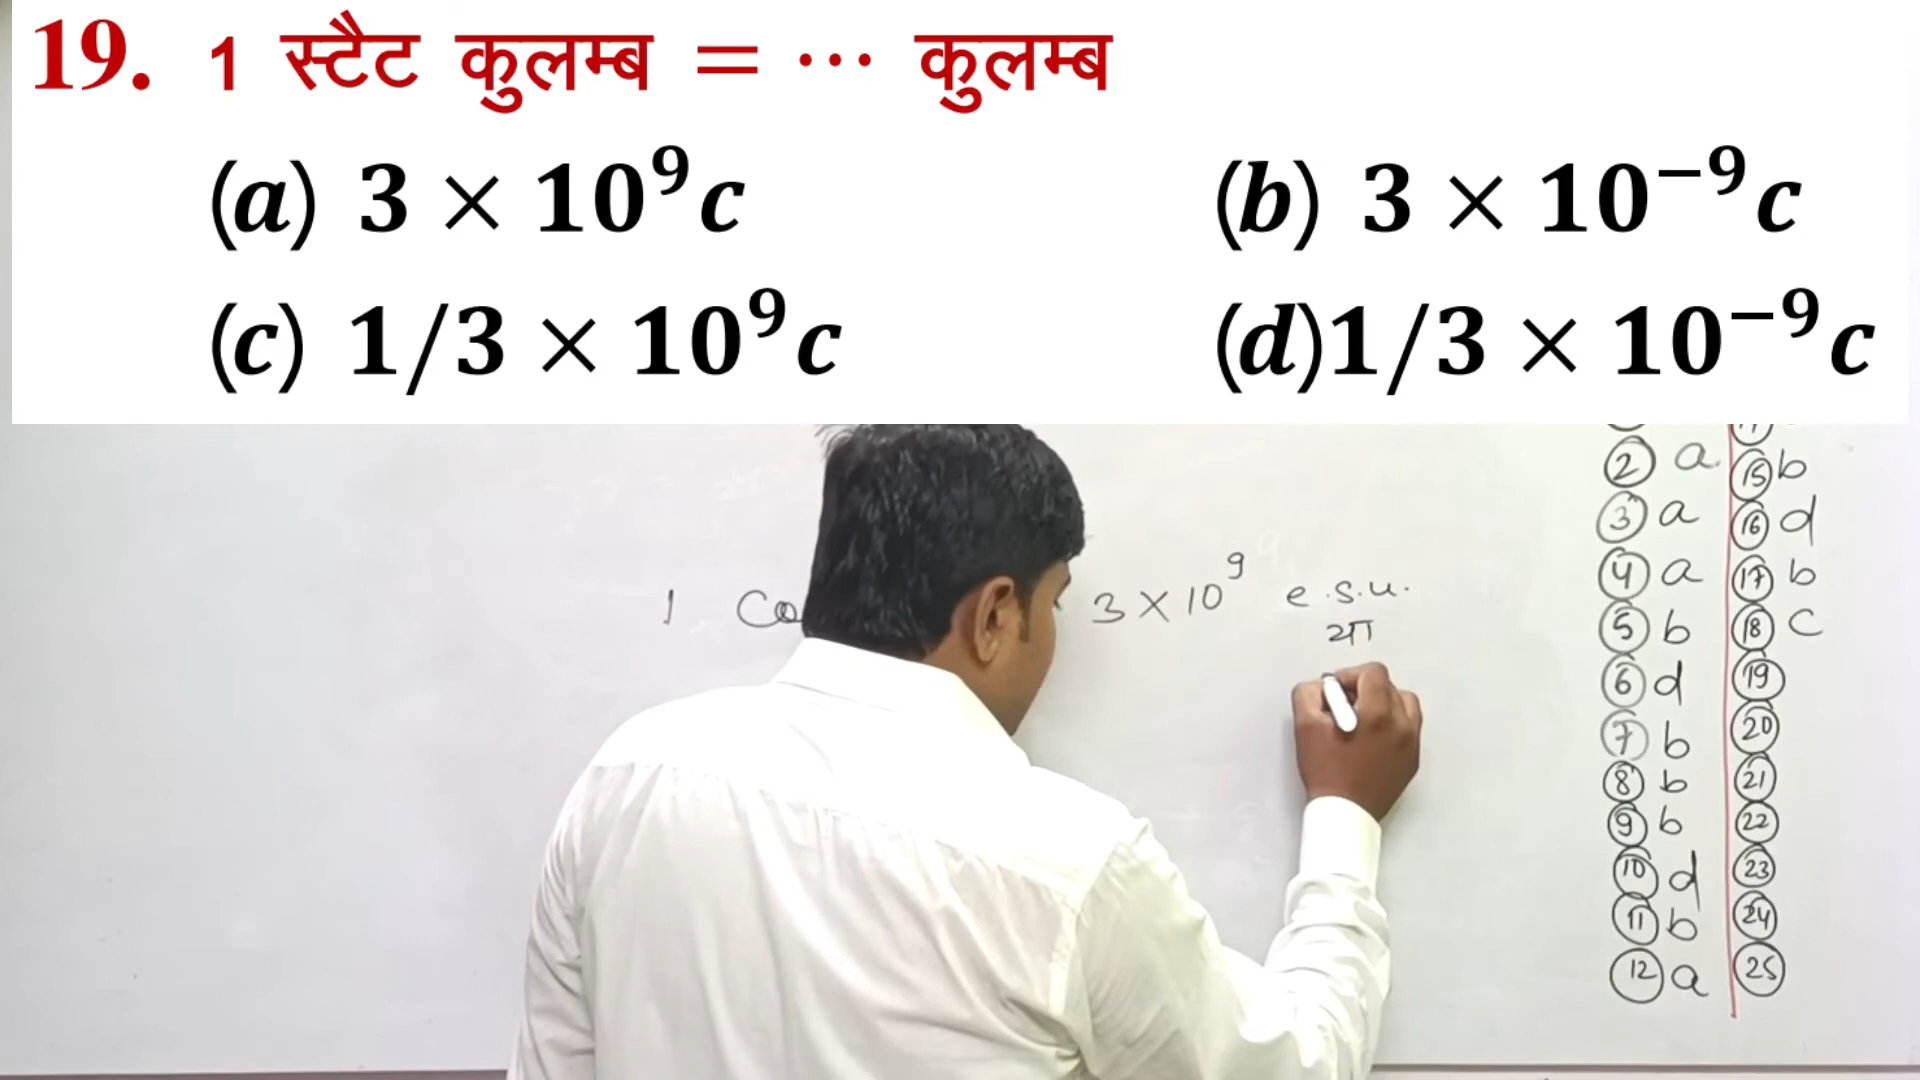 19. 1 स्टैट कुलम्ब = ⋯ कुलम्ब
(a) 3 × 10⁹c
(b) 3 × 10⁻⁹c
(c) 1/3 × 10⁹c
(d)1/3 × 10⁻⁹c
1 Co 3 × 10⁹ e.s.u.
या
2 a. 15 b
3 a 16 d
4 a 17 b
5 b 18 c
6 d 19
7 b 20
8 b 21
9 b 22
10 d 23
11 b 24
12 a 25